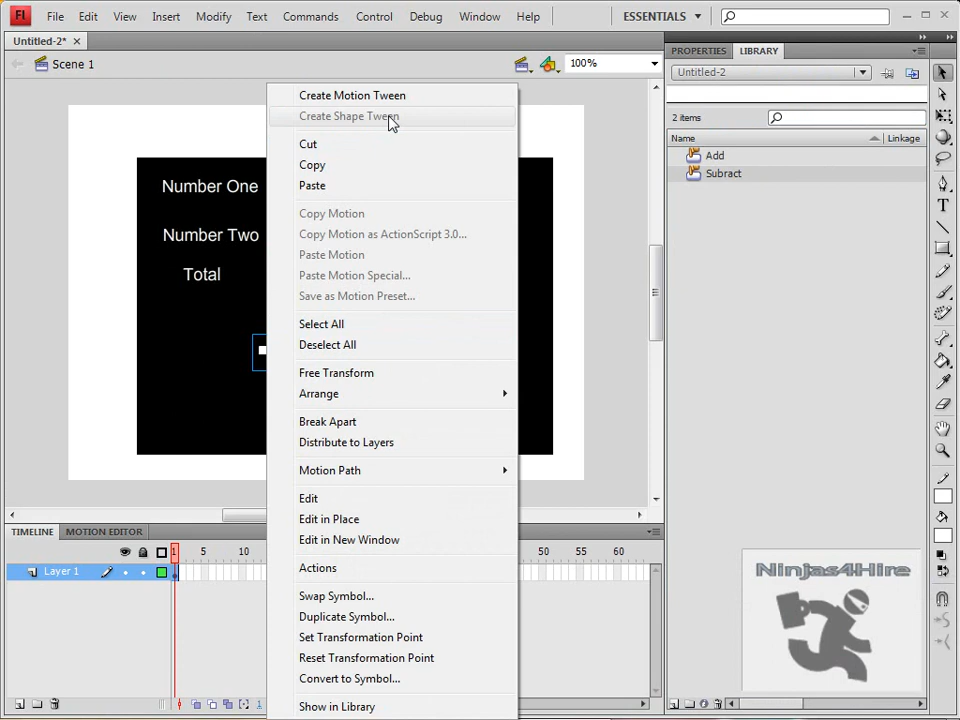 Fl File Edit View Insert Modify Text Commands Control Debug Window Help ESSENTIALS
Untitled-2*
Scene 1 100%
Number One
Number Two
Total
Create Motion Tween
Create Shape Tween
Cut
Copy
Paste
Copy Motion
Copy Motion as ActionScript 3.0...
Paste Motion
Paste Motion Special...
Save as Motion Preset...
Select All
Deselect All
Free Transform
Arrange
Break Apart
Distribute to Layers
Motion Path
Edit
Edit in Place
Edit in New Window
Actions
Swap Symbol...
Duplicate Symbol...
Set Transformation Point
Reset Transformation Point
Convert to Symbol...
Show in Library
PROPERTIES LIBRARY
Untitled-2
2 items
Name Linkage
Add
Subract
TIMELINE MOTION EDITOR
1 5 10 50 55 60
Layer 1
Ninjas4Hire